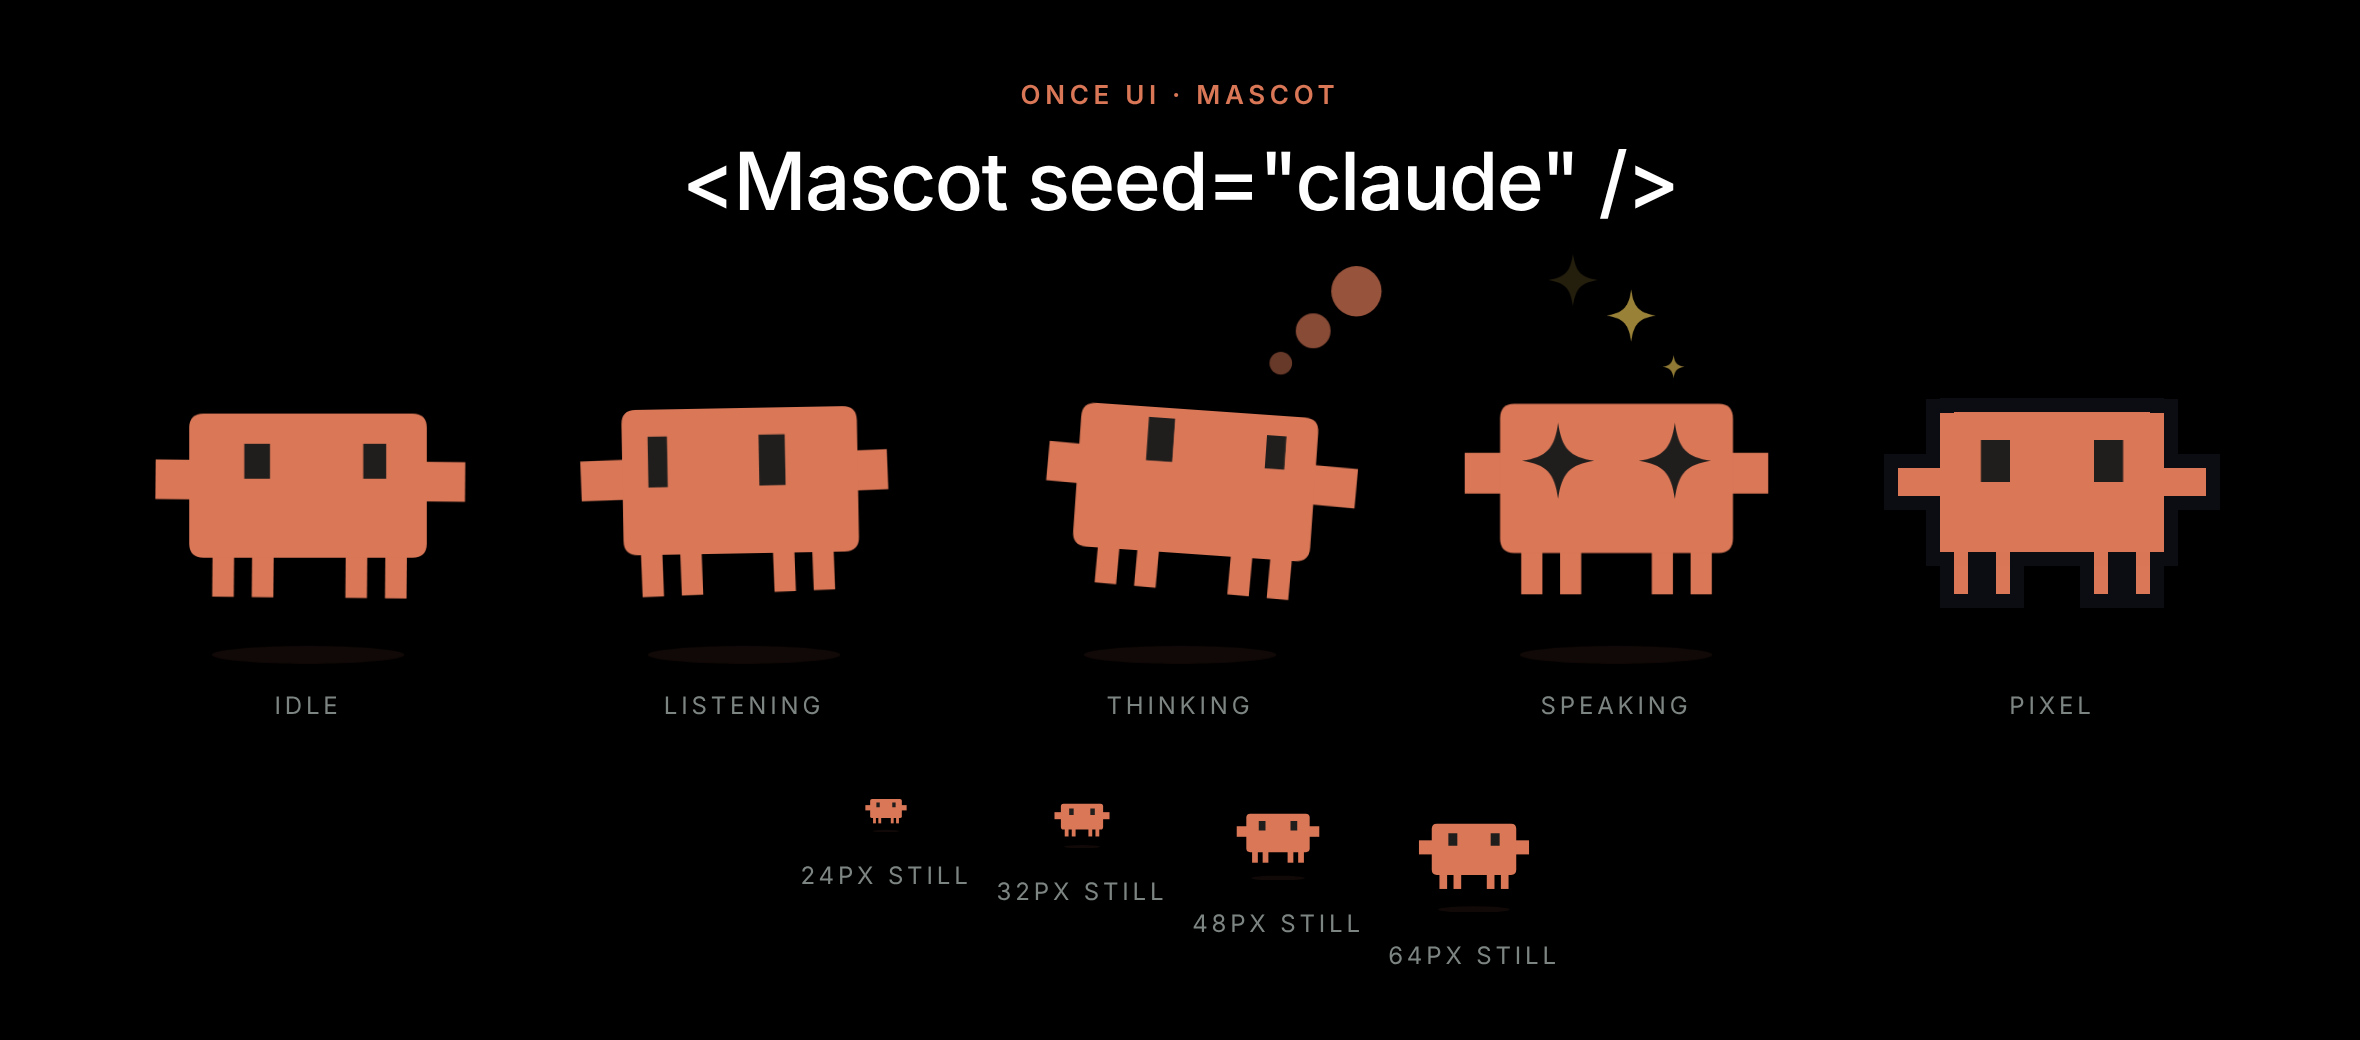 ONCE UI · MASCOT
<Mascot seed="claude" />
IDLE
LISTENING
THINKING
SPEAKING
PIXEL
24PX STILL
32PX STILL
48PX STILL
64PX STILL